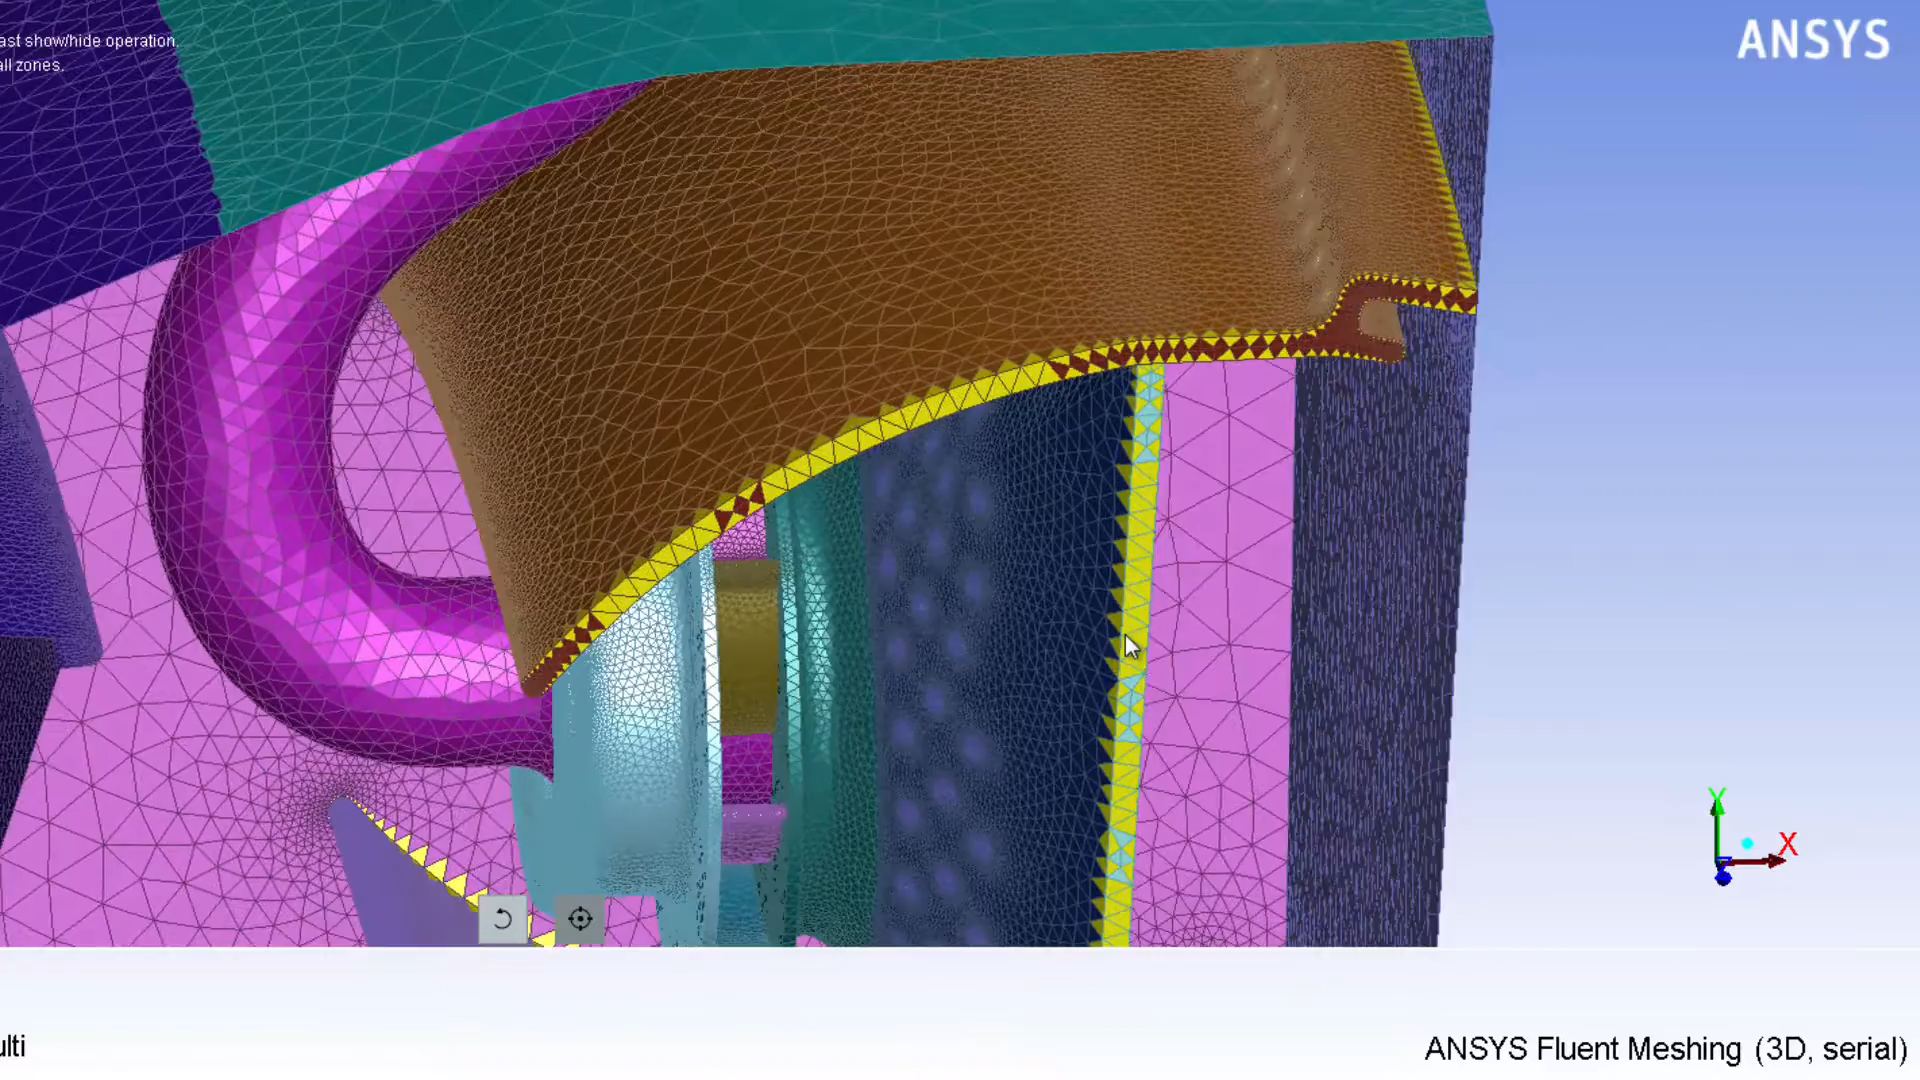 ast show/hide operation.
all zones.
ANSYS
Y
X
ulti
ANSYS Fluent Meshing (3D, serial)